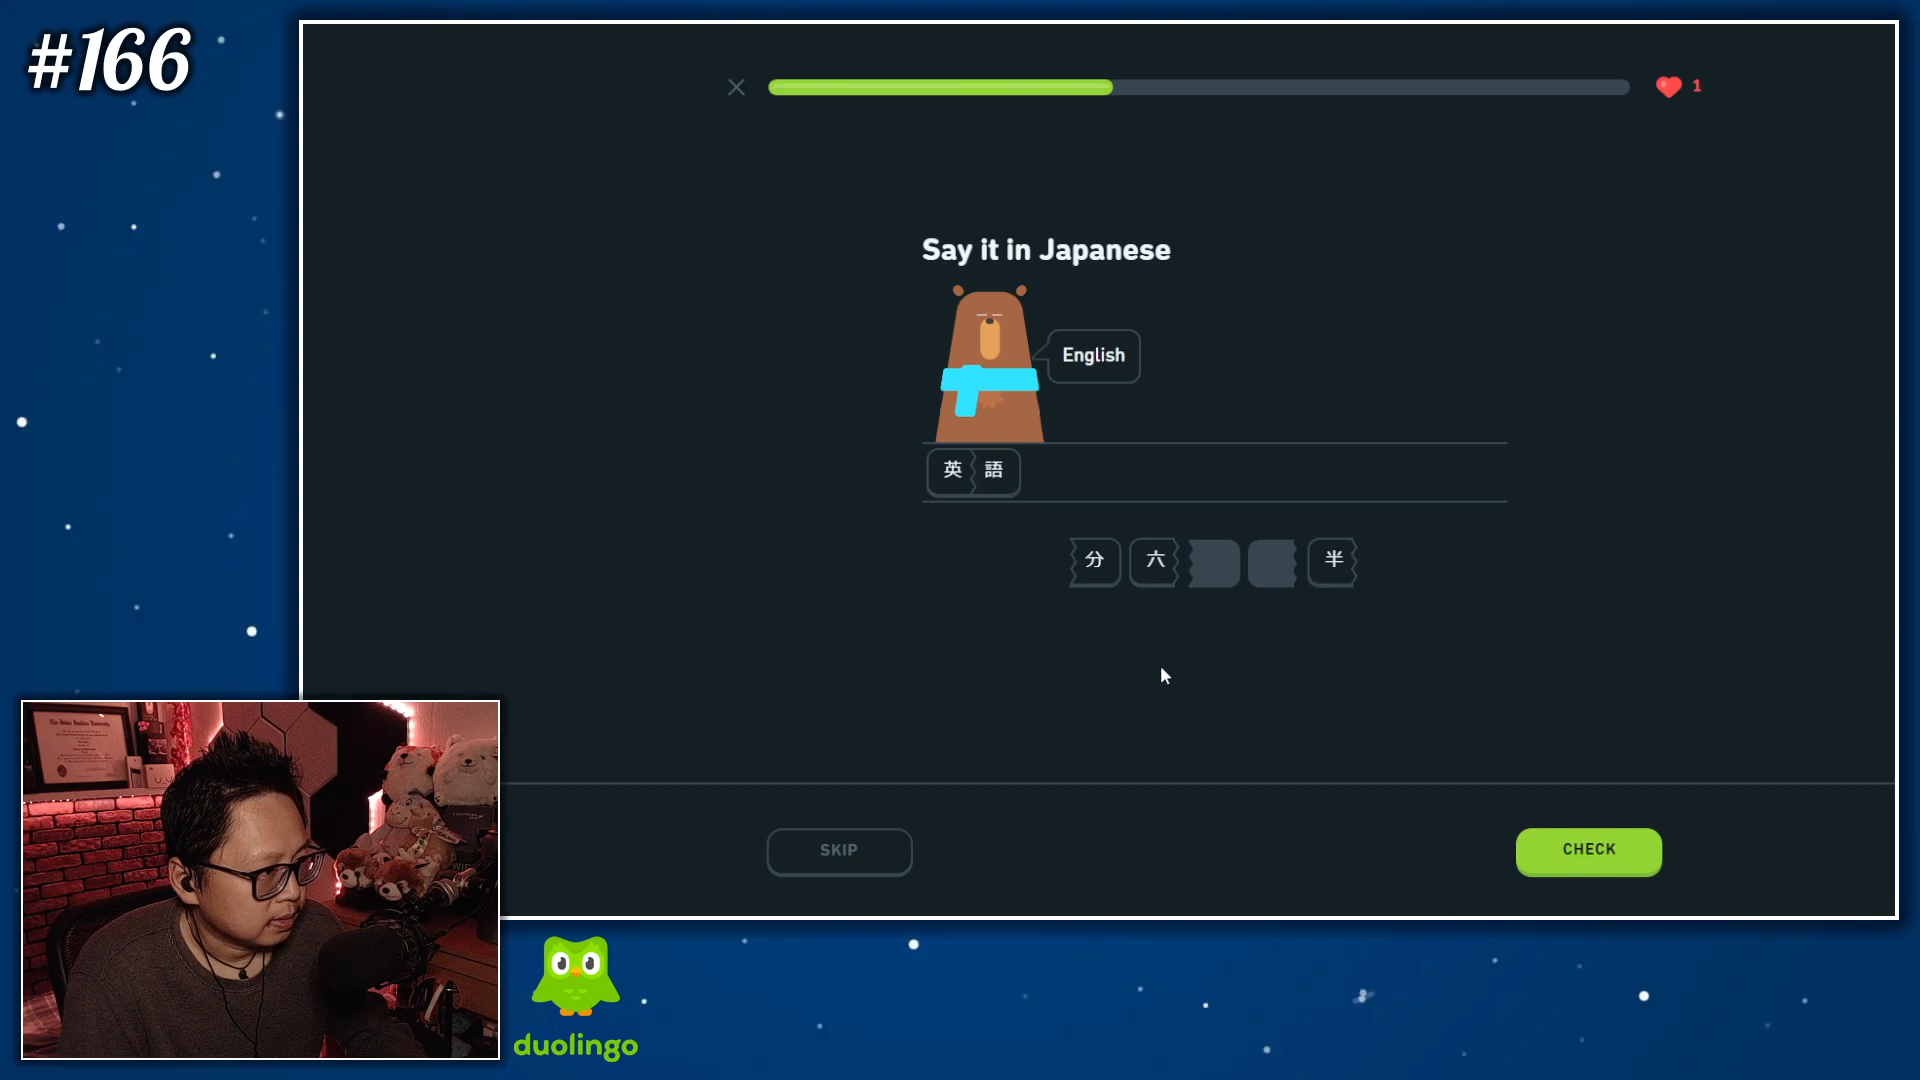 #166
1
Say it in Japanese
English
英 語
分 六 半
SKIP
CHECK
duolingo